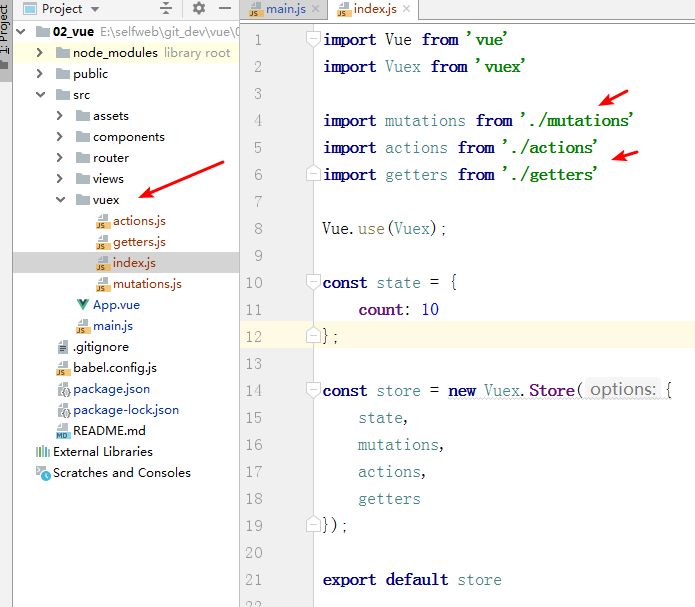 1: Project
Project
02_vue E:\selfweb\git_dev\vue\0
node_modules library root
public
src
assets
components
router
views
vuex
actions.js
getters.js
index.js
mutations.js
App.vue
main.js
.gitignore
babel.config.js
package.json
package-lock.json
README.md
External Libraries
Scratches and Consoles
main.js
index.js
1 import Vue from 'vue'
2 import Vuex from 'vuex'
3
4 import mutations from './mutations'
5 import actions from './actions'
6 import getters from './getters'
7
8 Vue.use(Vuex);
9
10 const state = {
11 count: 10
12 };
13
14 const store = new Vuex.Store( options: {
15 state,
16 mutations,
17 actions,
18 getters
19 });
20
21 export default store
22